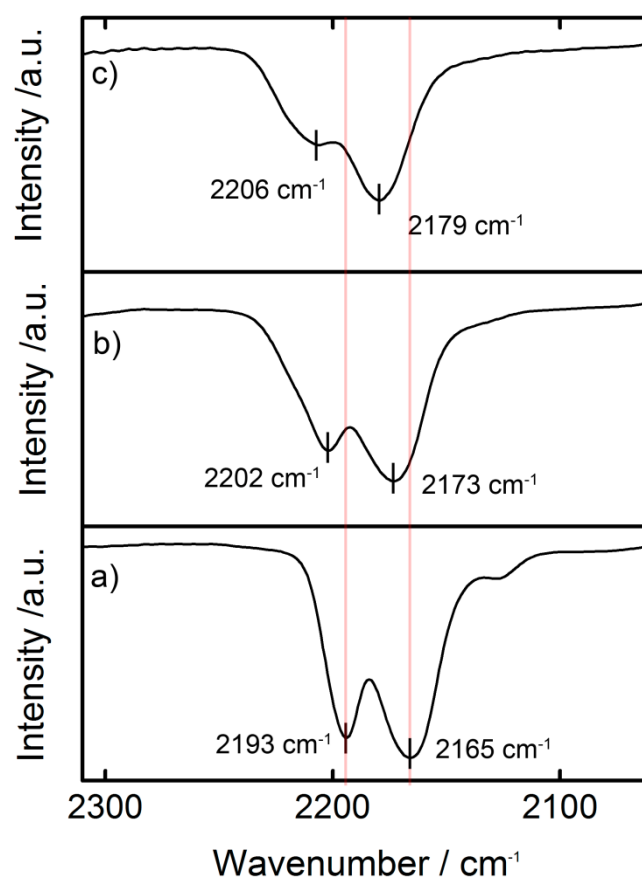 Intensity /a.u.
c)
2206 cm⁻¹
2179 cm⁻¹
Intensity /a.u.
b)
2202 cm⁻¹
2173 cm⁻¹
Intensity /a.u.
a)
2193 cm⁻¹
2165 cm⁻¹
2300
2200
2100
Wavenumber / cm⁻¹